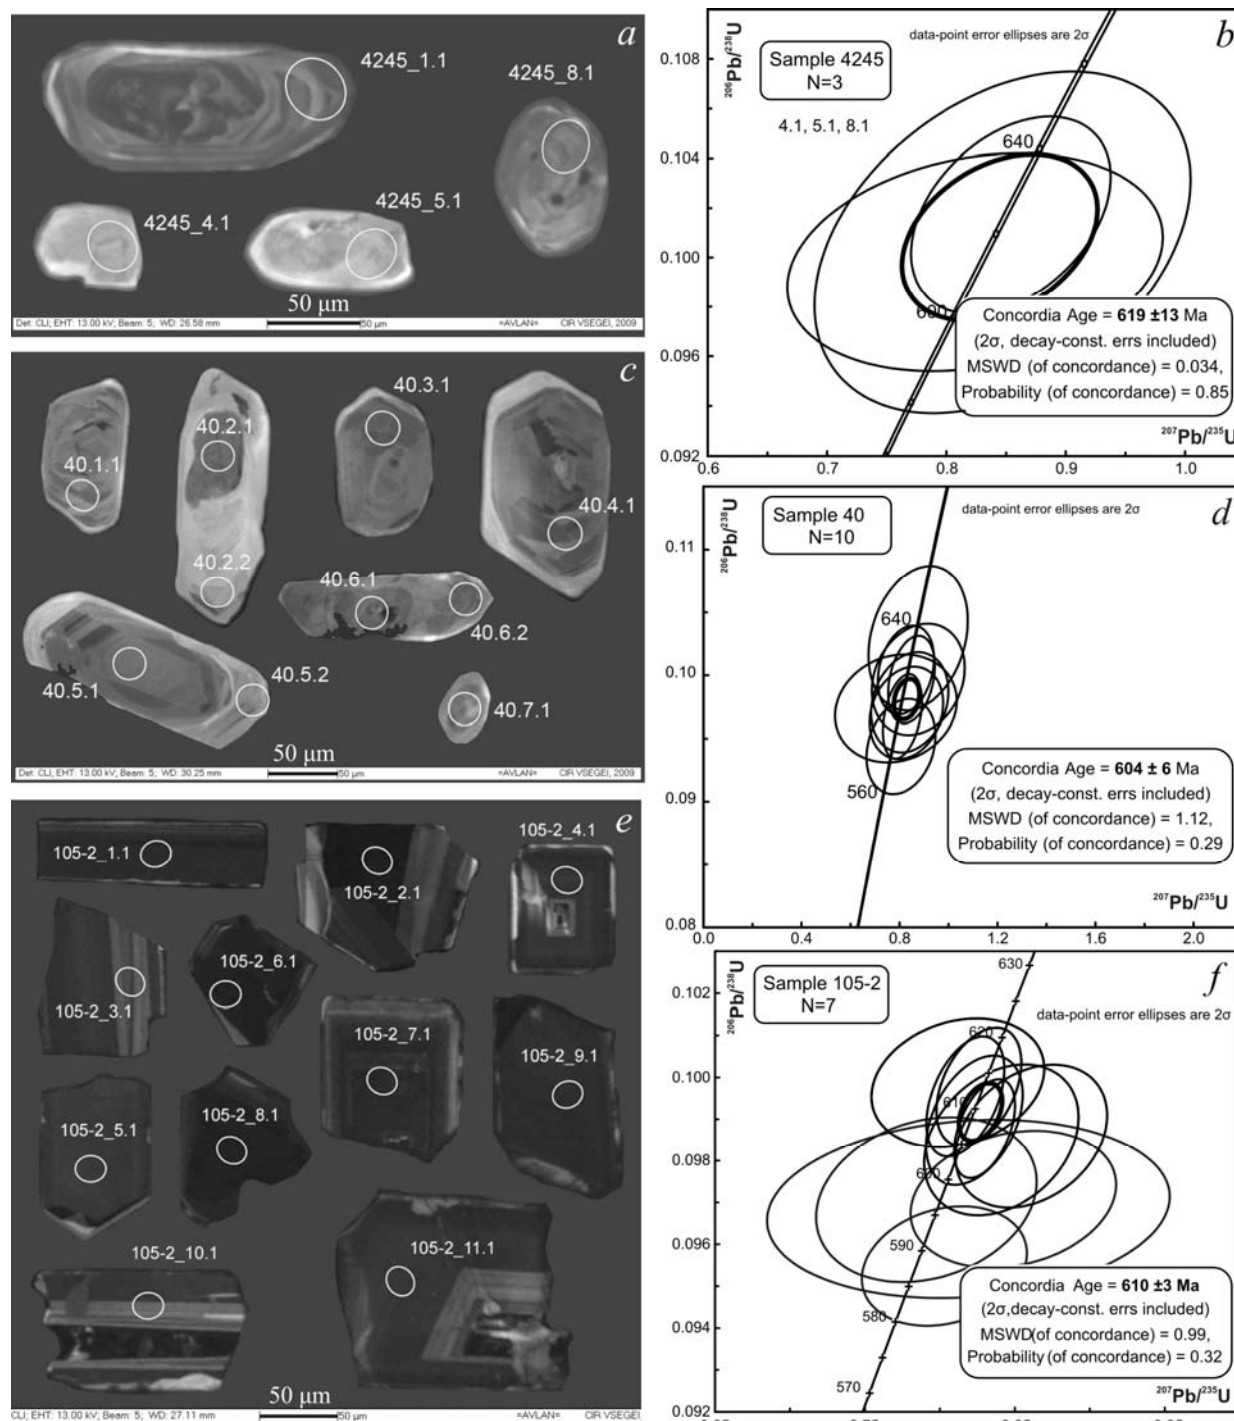 a
4245_1.1
4245_8.1
4245_4.1
4245_5.1
50 μm
Det: CLI; EHT: 13.00 kV; Beam: 5; WD: 26.58 mm 50 μm =AVLAN= CIR VSEGEI, 2009
b
data-point error ellipses are 2σ
206Pb/238U
Sample 4245
N=3
4.1, 5.1, 8.1
0.108
0.104
0.100
0.096
0.092
640
600
Concordia Age = 619 ±13 Ma
(2σ, decay-const. errs included)
MSWD (of concordance) = 0.034,
Probability (of concordance) = 0.85
207Pb/235U
0.6 0.7 0.8 0.9 1.0
c
40.1.1
40.2.1
40.3.1
40.4.1
40.2.2
40.6.1
40.6.2
40.5.1
40.5.2
40.7.1
50 μm
Det: CLI; EHT: 13.00 kV; Beam: 5; WD: 30.25 mm 50 μm =AVLAN= CIR VSEGEI, 2009
d
data-point error ellipses are 2σ
206Pb/238U
Sample 40
N=10
0.11
0.10
0.09
0.08
640
560
Concordia Age = 604 ± 6 Ma
(2σ, decay-const. errs included)
MSWD (of concordance) = 1.12,
Probability (of concordance) = 0.29
207Pb/235U
0.0 0.4 0.8 1.2 1.6 2.0
e
105-2_1.1
105-2_2.1
105-2_4.1
105-2_3.1
105-2_6.1
105-2_7.1
105-2_9.1
105-2_5.1
105-2_8.1
105-2_10.1
105-2_11.1
50 μm
CLI; EHT: 13.00 kV; Beam: 5; WD: 27.11 mm 50 μm =AVLAN= CIR VSEGEI,
f
data-point error ellipses are 2σ
206Pb/238U
Sample 105-2
N=7
0.102
0.100
0.098
0.096
0.094
0.092
630
620
610
600
590
580
570
Concordia Age = 610 ±3 Ma
(2σ,decay-const. errs included)
MSWD(of concordance) = 0.99,
Probability (of concordance) = 0.32
207Pb/235U